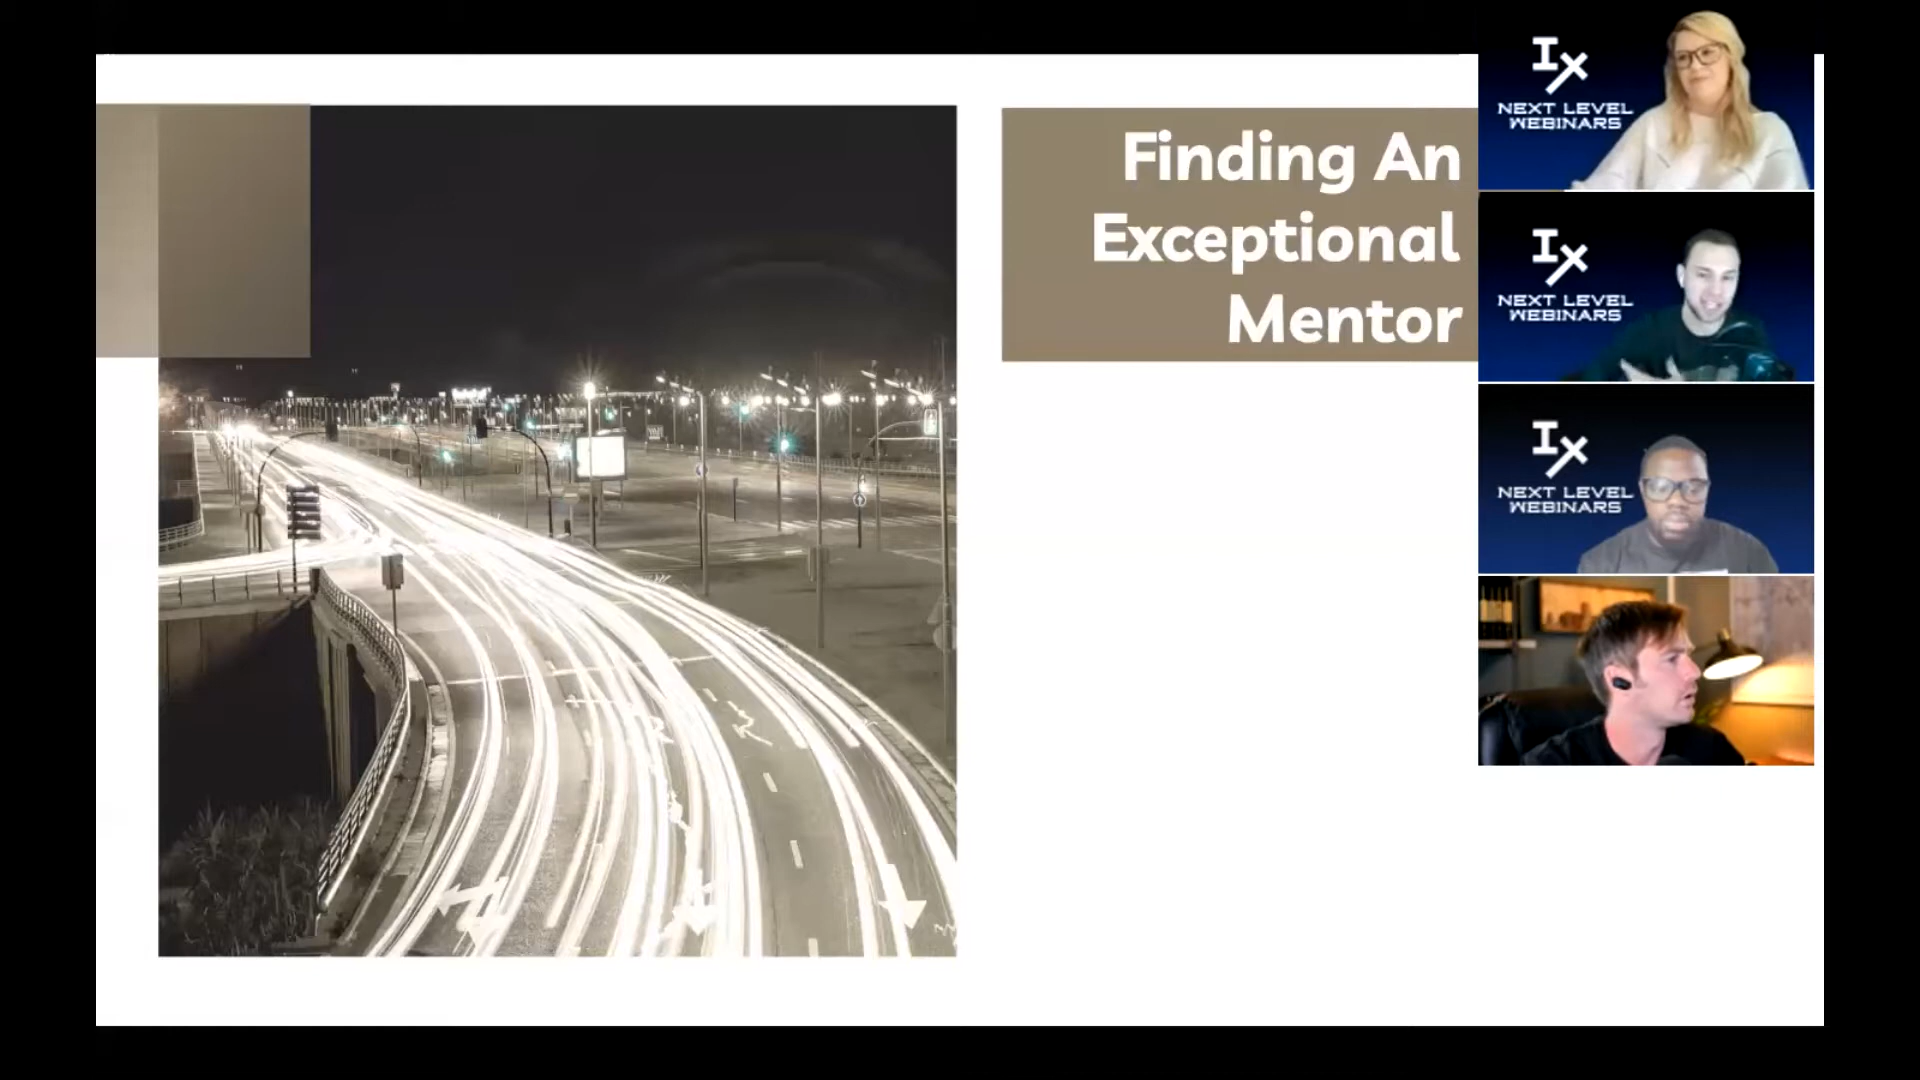 Finding An
Exceptional
Mentor
IX
NEXT LEVEL
WEBINARS
IX
NEXT LEVEL
WEBINARS
IX
NEXT LEVEL
WEBINARS